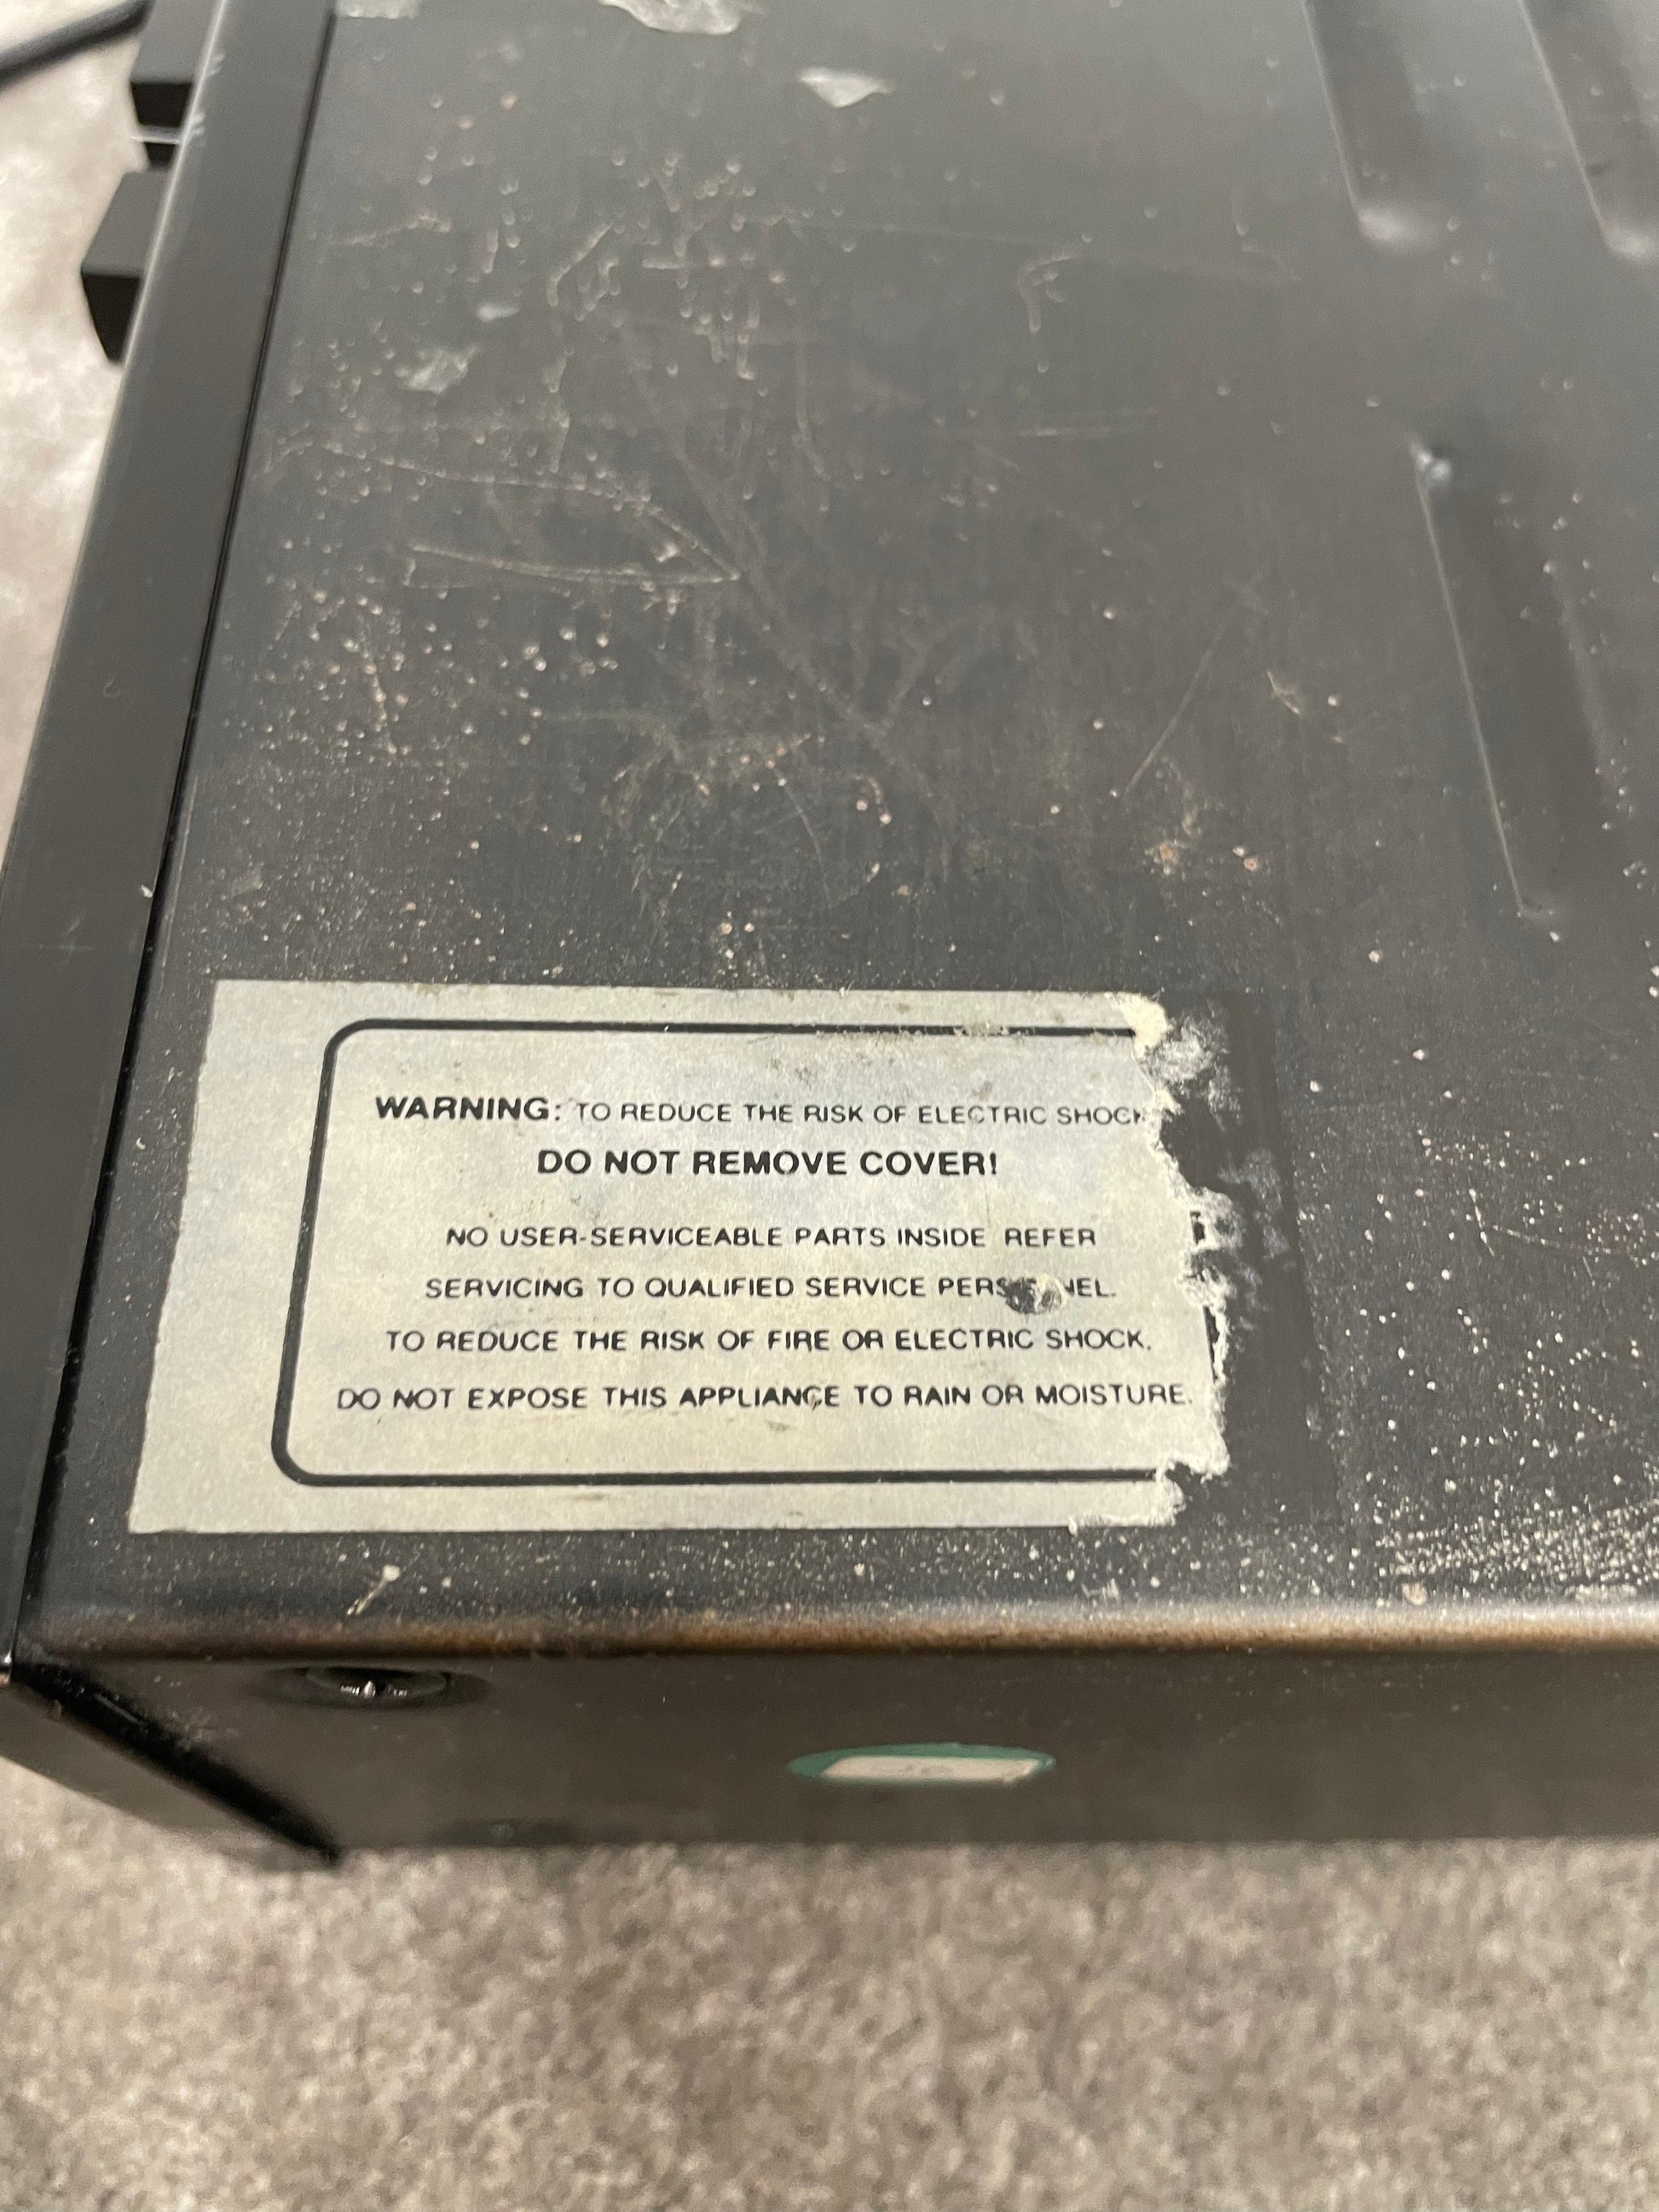 WARNING: TO REDUCE THE RISK OF ELECTRIC SHOCK
DO NOT REMOVE COVER!
NO USER-SERVICEABLE PARTS INSIDE REFER
SERVICING TO QUALIFIED SERVICE PERSONNEL.
TO REDUCE THE RISK OF FIRE OR ELECTRIC SHOCK,
DO NOT EXPOSE THIS APPLIANCE TO RAIN OR MOISTURE.